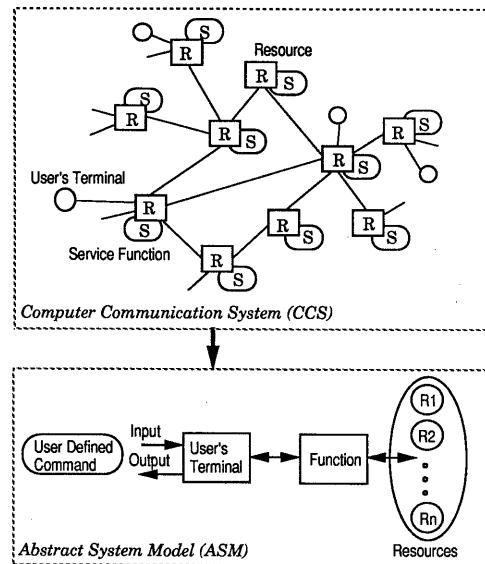 S
R
Resource
R
S
S
R
R
S
S
R
R
S
User's Terminal
R
S
R
S
R
S
Service Function
R
S
Computer Communication System (CCS)
User Defined
Command
Input
Output
User's
Terminal
Function
R1
R2
Rn
Resources
Abstract System Model (ASM)